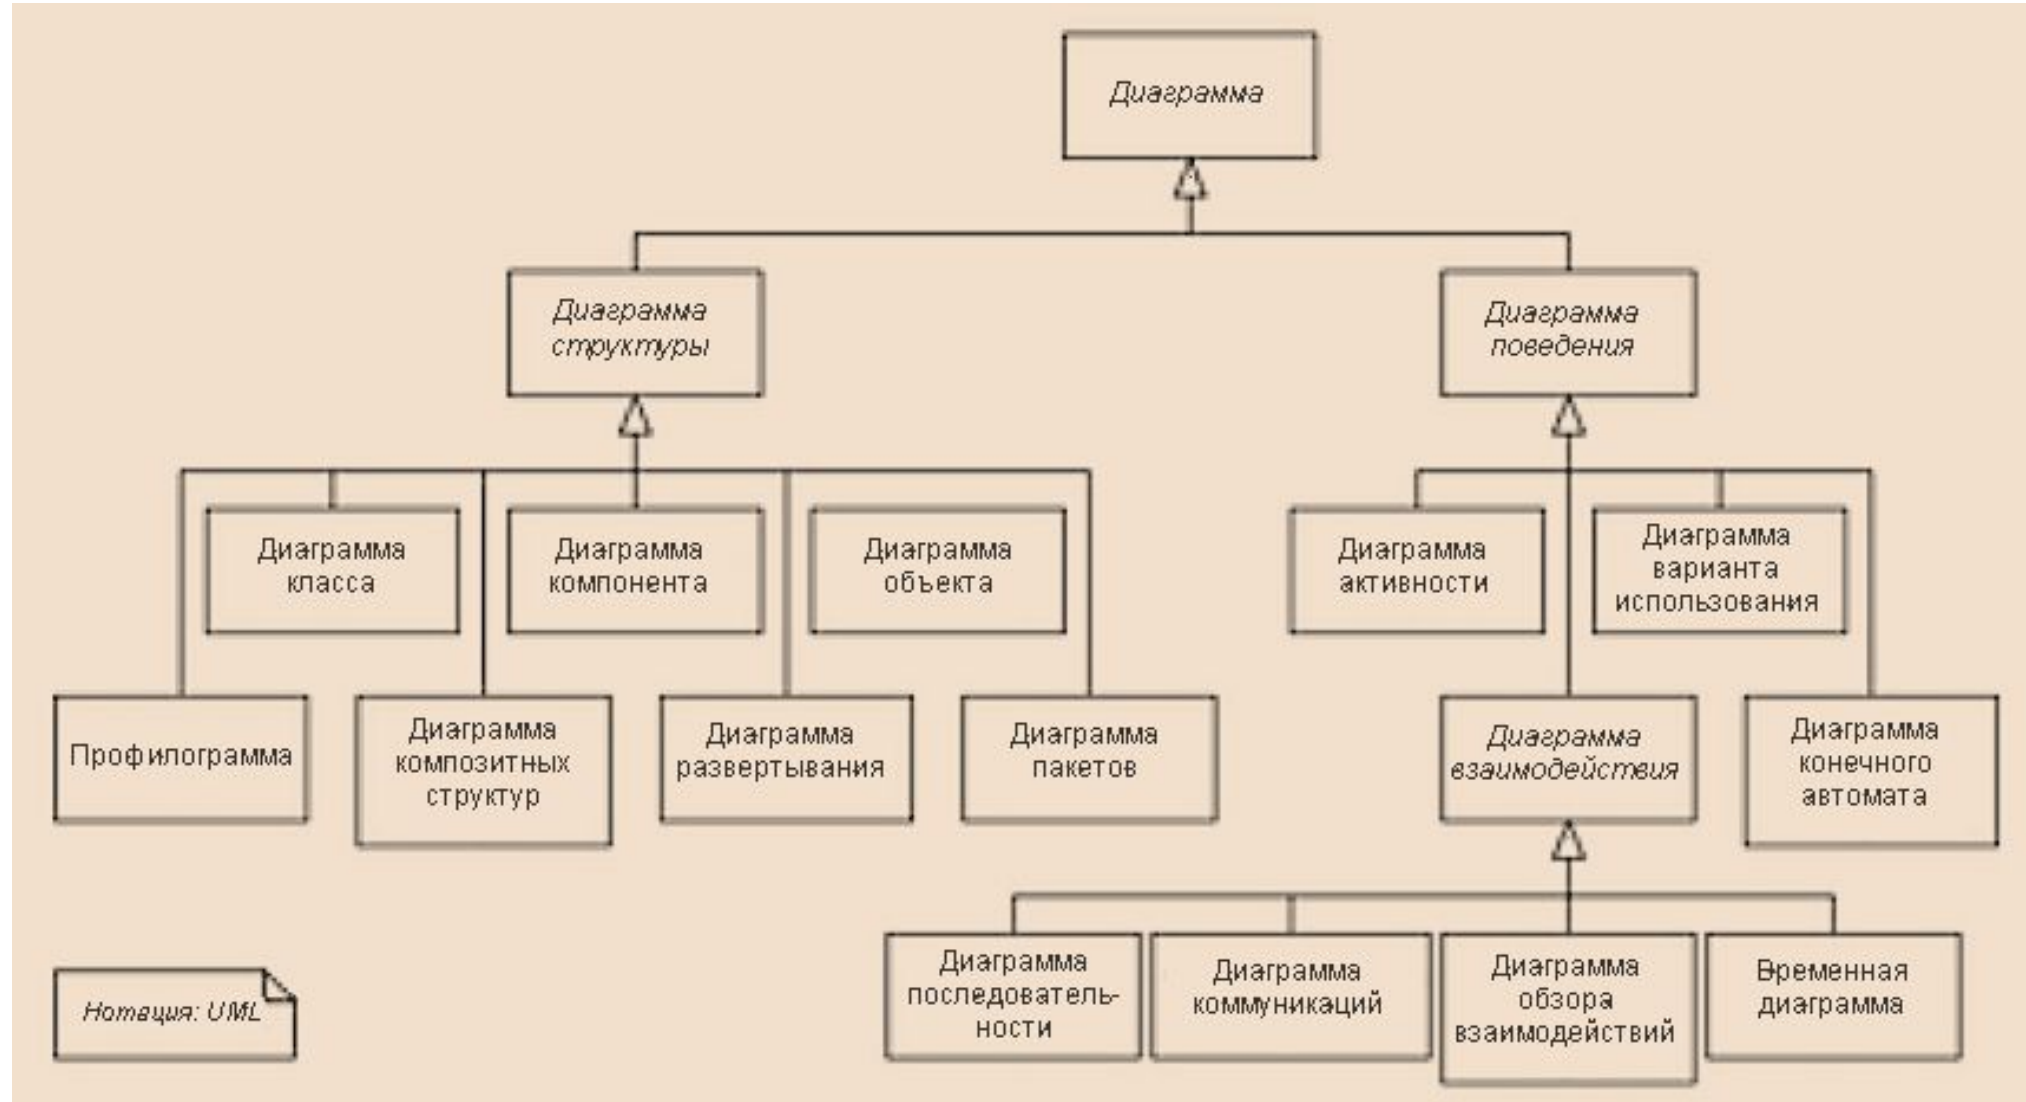 Диаграмма
Диаграмма
структуры
Диаграмма
поведения
Диаграмма
класса
Диаграмма
компонента
Диаграмма
объекта
Диаграмма
активности
Диаграмма
варианта
использования
Профилограмма
Диаграмма
композитных
структур
Диаграмма
развертывания
Диаграмма
пакетов
Диаграмма
взаимодействия
Диаграмма
конечного
автомата
Диаграмма
последователь-
ности
Диаграмма
коммуникаций
Диаграмма
обзора
взаимодействий
Временная
диаграмма
Нотация: UML